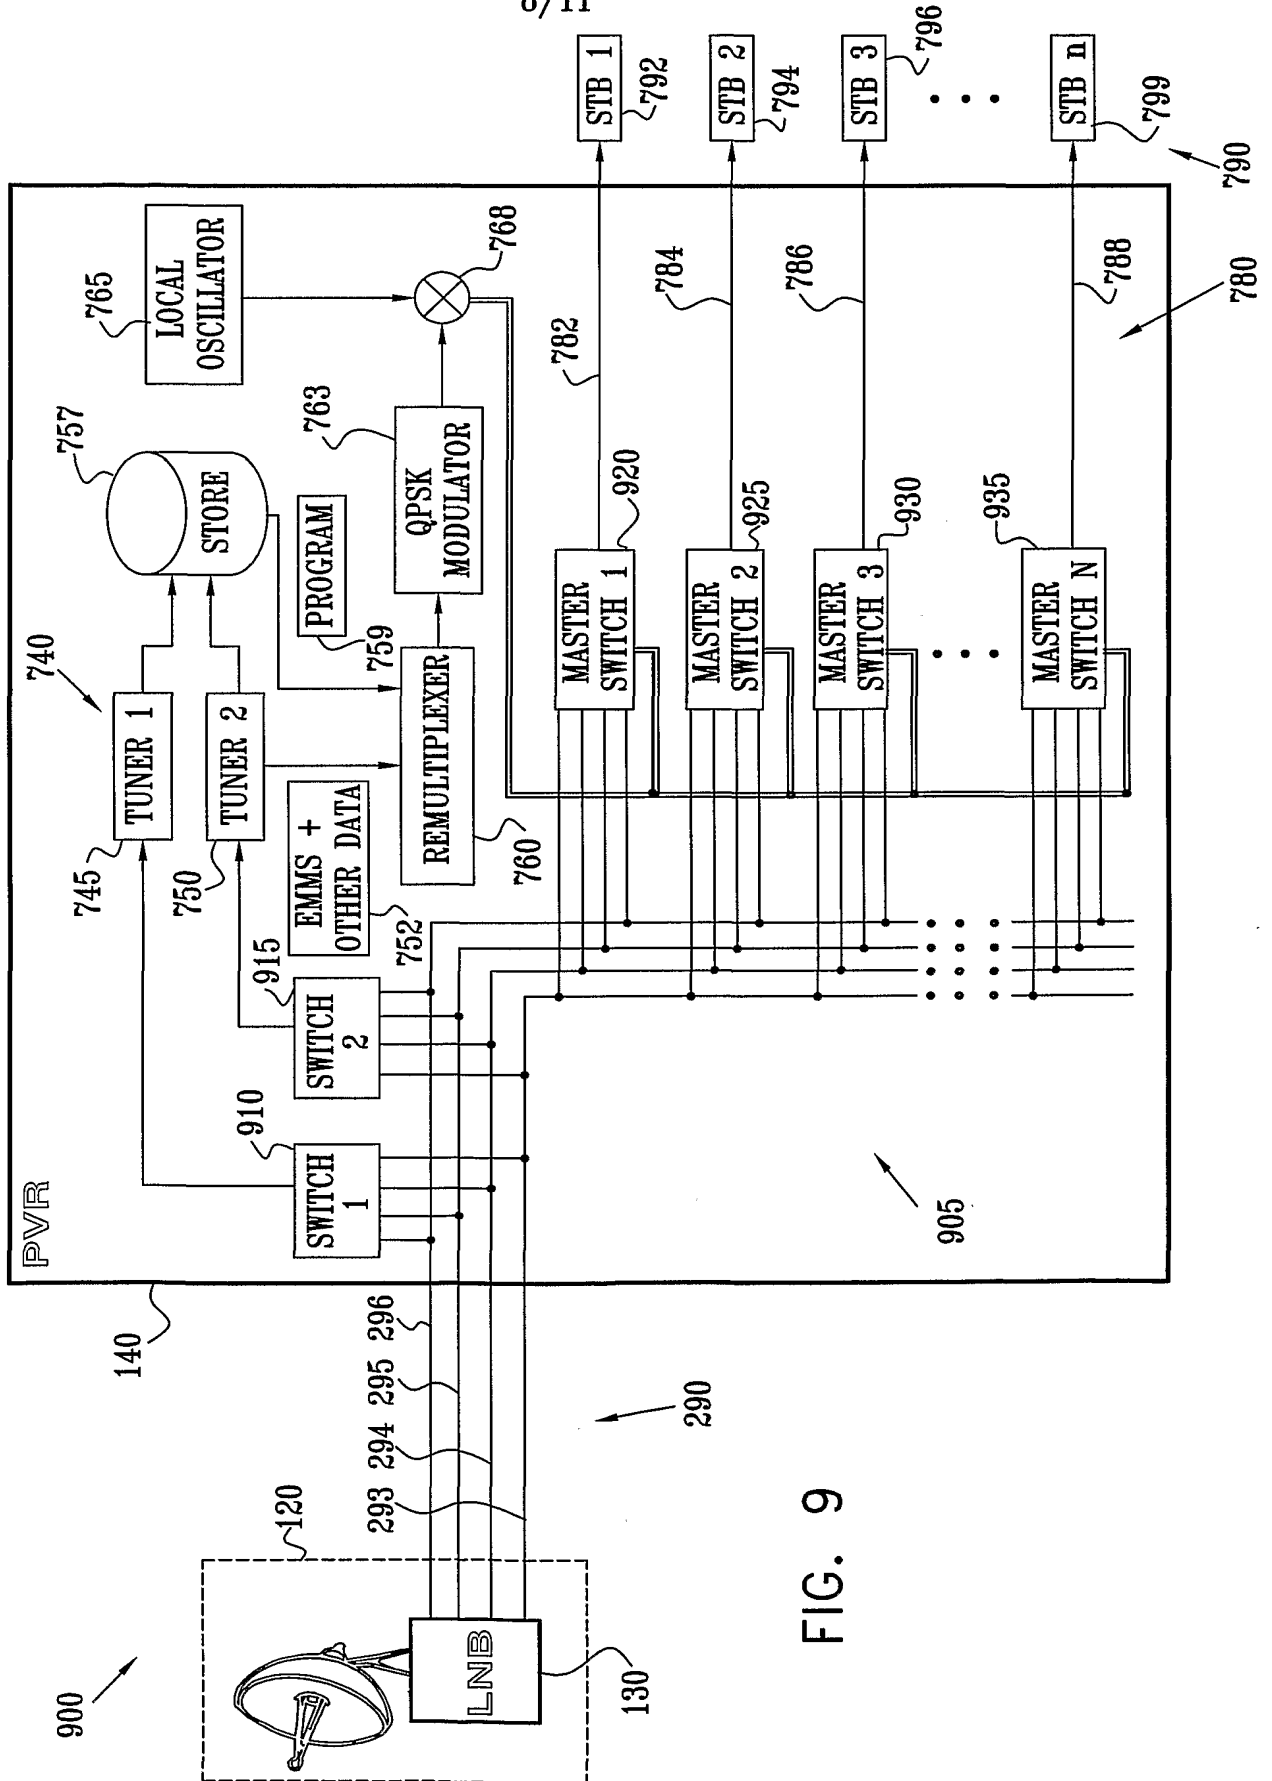 8/11
FIG. 9
900
120
LNB
130
290
293
294
295
296
140
PVR
905
SWITCH
1
910
SWITCH
2
915
745
TUNER 1
740
750
TUNER 2
EMMS +
OTHER DATA
752
STORE
757
PROGRAM
759
REMULTIPLEXER
760
QPSK
MODULATOR
763
LOCAL
OSCILLATOR
765
768
MASTER
SWITCH 1
920
MASTER
SWITCH 2
925
MASTER
SWITCH 3
930
MASTER
SWITCH N
935
782
784
786
788
780
STB 1
792
STB 2
794
STB 3
796
STB n
799
790